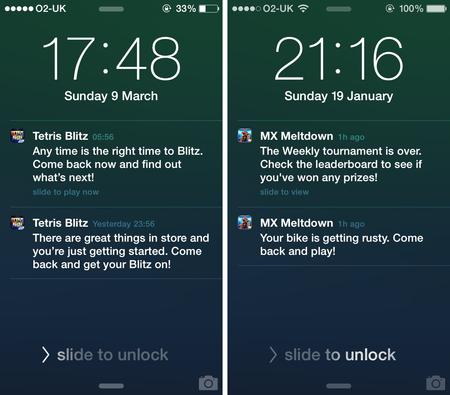 O2-UK 33%
17:48
Sunday 9 March
Tetris Blitz 05:56
Any time is the right time to Blitz.
Come back now and find out
what's next!
slide to play now
Tetris Blitz Yesterday 23:56
There are great things in store and
you're just getting started. Come
back and get your Blitz on!
slide to unlock
O2-UK 100%
21:16
Sunday 19 January
MX Meltdown 1h ago
The Weekly tournament is over.
Check the leaderboard to see if
you've won any prizes!
slide to view
MX Meltdown 1h ago
Your bike is getting rusty. Come
back and play!
slide to unlock